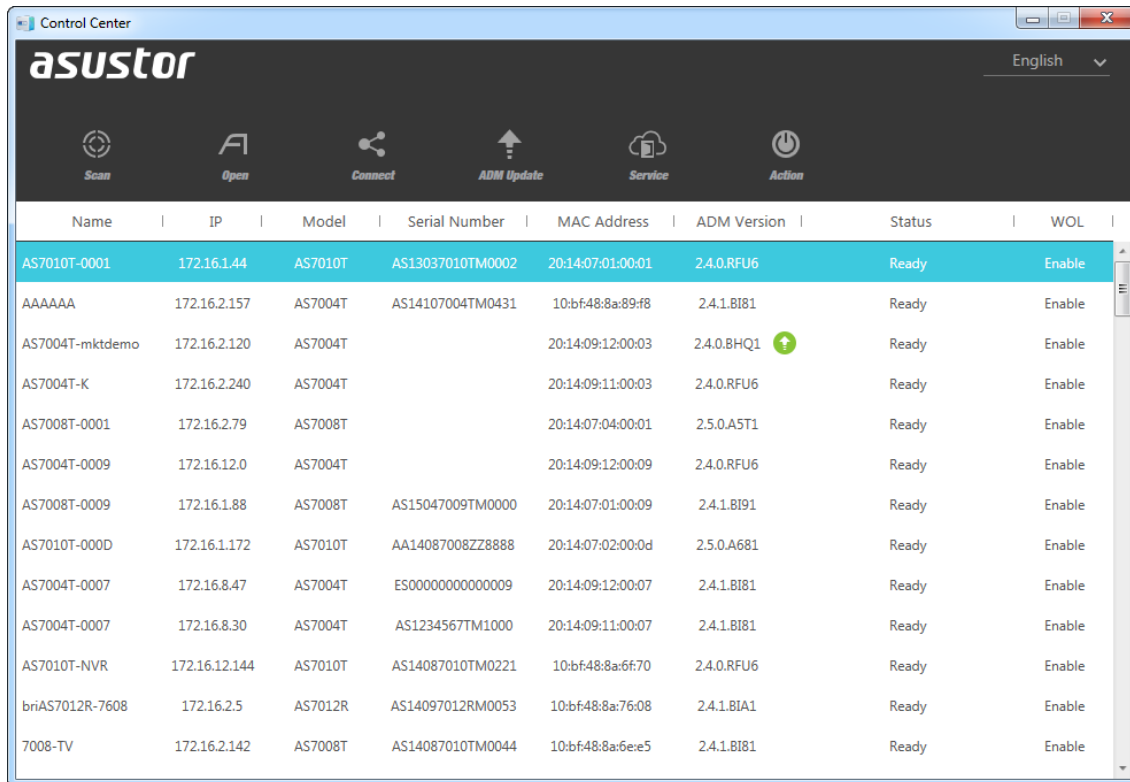 Control Center
asustor
English
Scan Open Connect ADM Update Service Action
Name IP Model Serial Number MAC Address ADM Version Status WOL
AS7010T-0001 172.16.1.44 AS7010T AS13037010TM0002 20:14:07:01:00:01 2.4.0.RFU6 Ready Enable
AAAAAA 172.16.2.157 AS7004T AS14107004TM0431 10:bf:48:8a:89:f8 2.4.1.BI81 Ready Enable
AS7004T-mktdemo 172.16.2.120 AS7004T 20:14:09:12:00:03 2.4.0.BHQ1 Ready Enable
AS7004T-K 172.16.2.240 AS7004T 20:14:09:11:00:03 2.4.0.RFU6 Ready Enable
AS7008T-0001 172.16.2.79 AS7008T 20:14:07:04:00:01 2.5.0.A5T1 Ready Enable
AS7004T-0009 172.16.12.0 AS7004T 20:14:09:12:00:09 2.4.0.RFU6 Ready Enable
AS7008T-0009 172.16.1.88 AS7008T AS15047009TM0000 20:14:07:01:00:09 2.4.1.BI91 Ready Enable
AS7010T-000D 172.16.1.172 AS7010T AA14087008ZZ8888 20:14:07:02:00:0d 2.5.0.A681 Ready Enable
AS7004T-0007 172.16.8.47 AS7004T ES00000000000009 20:14:09:12:00:07 2.4.1.BI81 Ready Enable
AS7004T-0007 172.16.8.30 AS7004T AS1234567TM1000 20:14:09:11:00:07 2.4.1.BI81 Ready Enable
AS7010T-NVR 172.16.12.144 AS7010T AS14087010TM0221 10:bf:48:8a:6f:70 2.4.0.RFU6 Ready Enable
briAS7012R-7608 172.16.2.5 AS7012R AS14097012RM0053 10:bf:48:8a:76:08 2.4.1.BIA1 Ready Enable
7008-TV 172.16.2.142 AS7008T AS14087010TM0044 10:bf:48:8a:6e:e5 2.4.1.BI81 Ready Enable